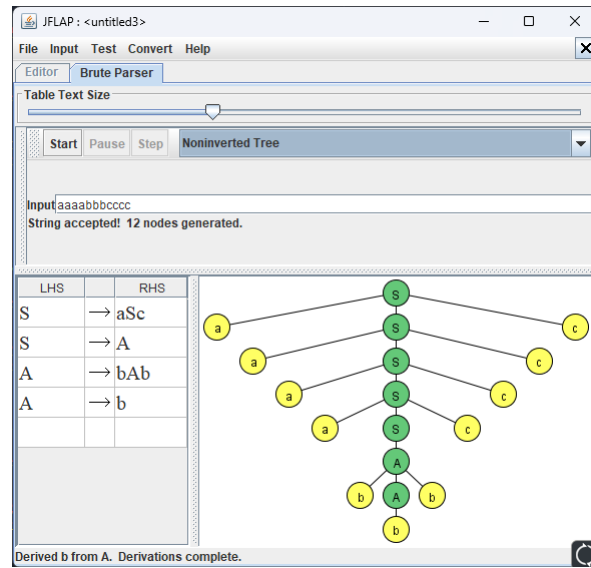 JFLAP : <untitled3>
File Input Test Convert Help
Editor Brute Parser
Table Text Size
Start Pause Step Noninverted Tree
Input aaaabbbcccc
String accepted! 12 nodes generated.
LHS RHS
S → aSc
S → A
A → bAb
A → b
S
a S c
a S c
a S c
a S c
A
b A b
b
Derived b from A. Derivations complete.